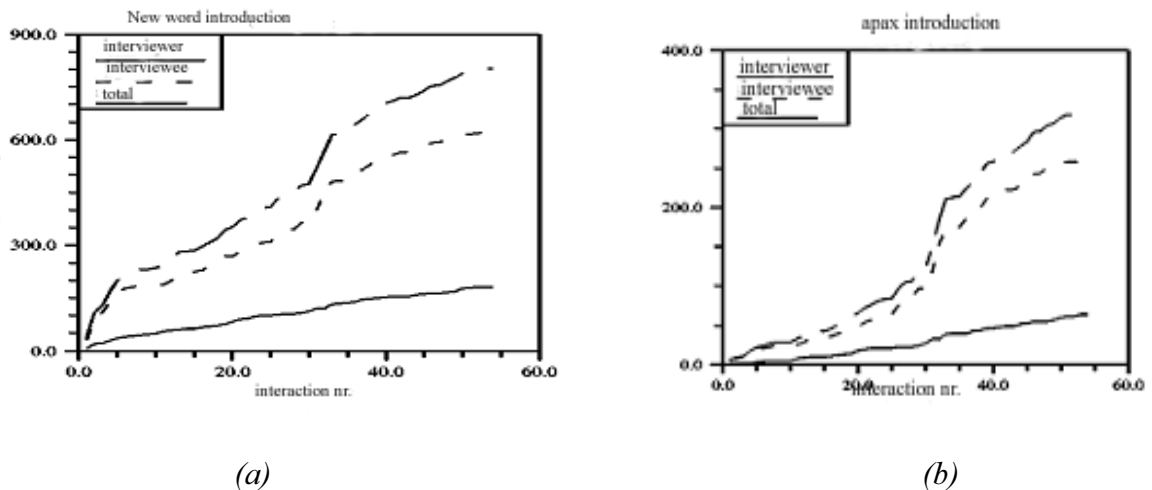 New word introduction
900.0
600.0
300.0
0.0
interviewer
interviewee
total
0.0
20.0
40.0
60.0
interaction nr.
(a)
apax introduction
400.0
200.0
0.0
interviewer
interviewee
total
0.0
20.0
40.0
60.0
interaction nr.
(b)